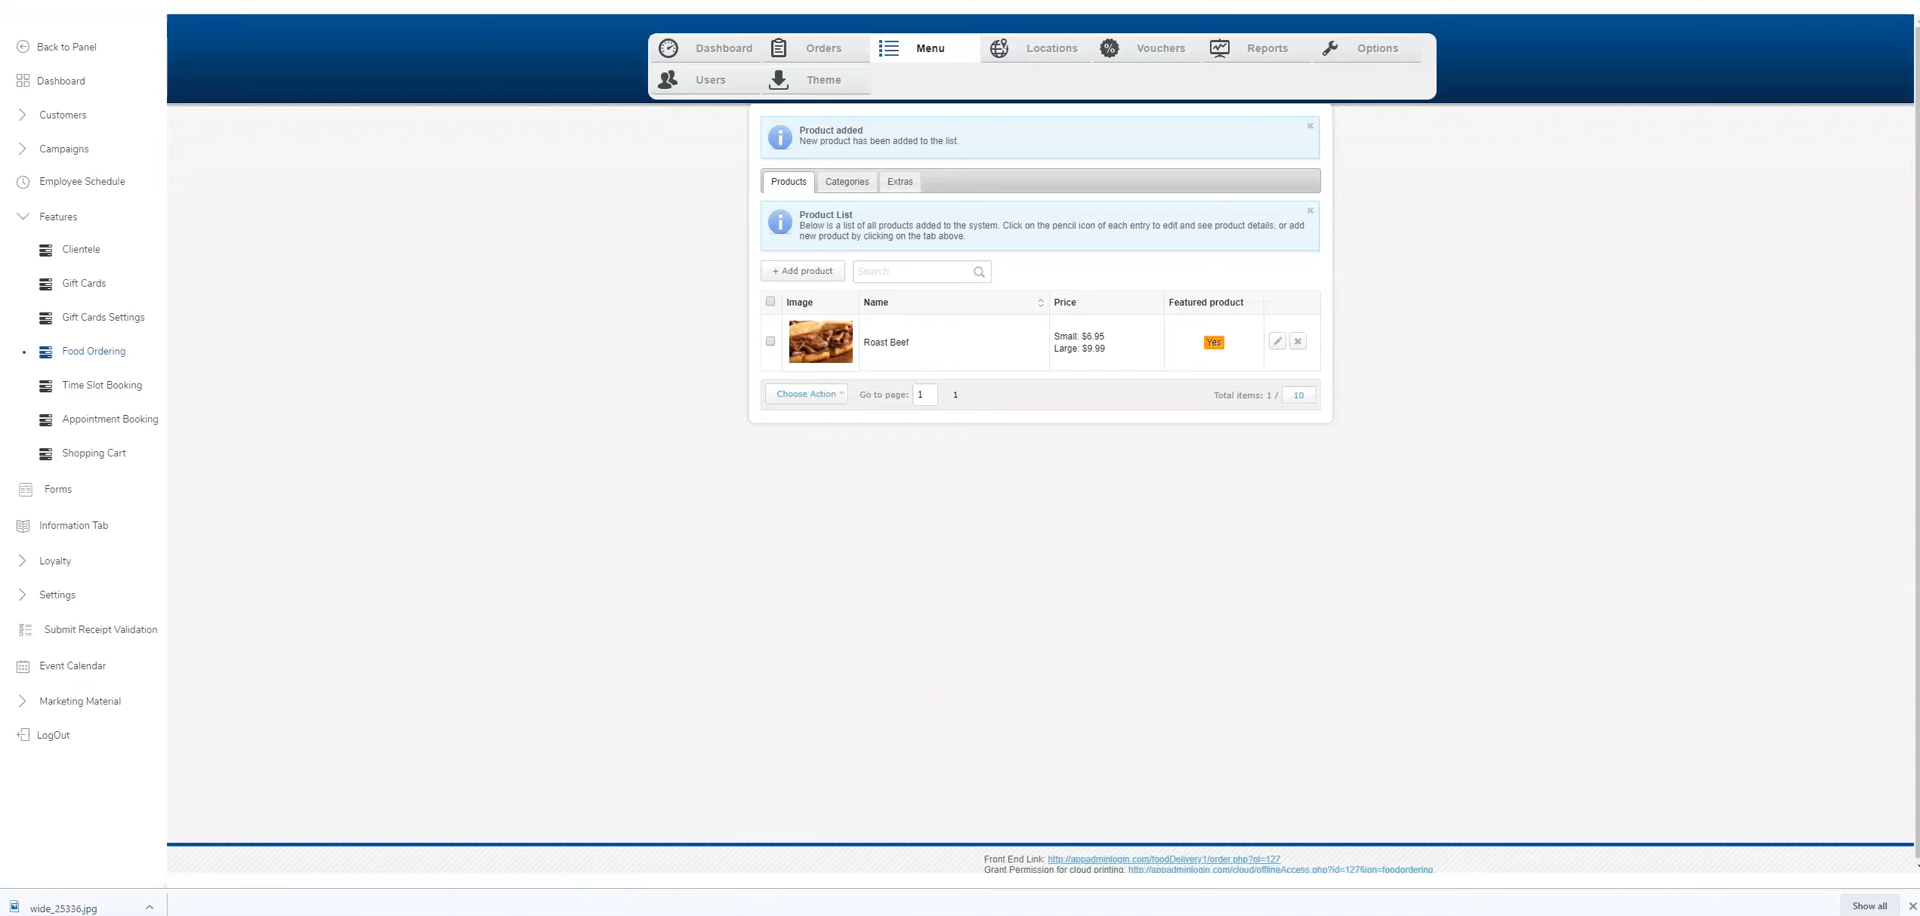 Back to Panel
Dashboard
Customers
Campaigns
Employee Schedule
Features
Clientele
Gift Cards
Gift Cards Settings
Food Ordering
Time Slot Booking
Appointment Booking
Shopping Cart
Forms
Information Tab
Loyalty
Settings
Submit Receipt Validation
Event Calendar
Marketing Material
LogOut
Dashboard Orders Menu Locations Vouchers Reports Options
Users Theme
Product added
New product has been added to the list.
Products Categories Extras
Product List
Below is a list of all products added to the system. Click on the pencil icon of each entry to edit and see product details, or add
new product by clicking on the tab above.
+ Add product Search
Image Name Price Featured product
Roast Beef
Small: $6.95
Large: $9.99
Yes
Choose Action Go to page: 1 1 Total items: 1 / 10
Front End Link: http://appadminlogin.com/foodDelivery1/order.php?ol=127
Grant Permission for cloud printing: http://appadminlogin.com/cloud/offlineAccess.php?id=127&ion=foodordering
wide_25336.jpg
Show all